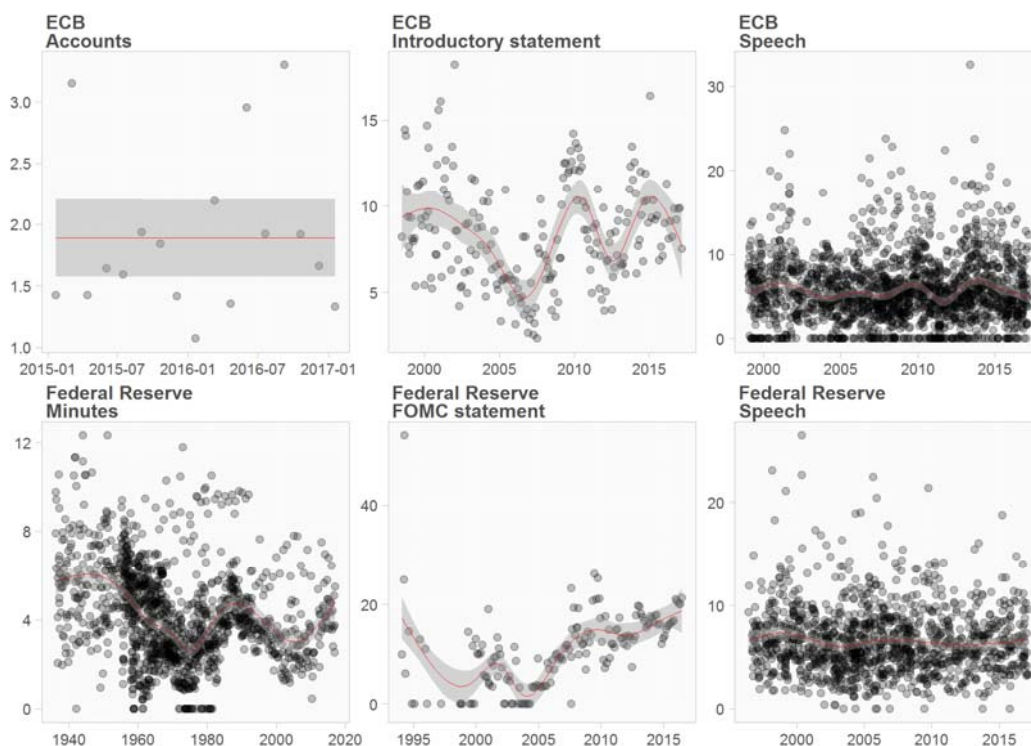 ECB
Accounts
3.0
2.5
2.0
1.5
1.0
2015-01 2015-07 2016-01 2016-07 2017-01
ECB
Introductory statement
15
10
5
2000 2005 2010 2015
ECB
Speech
30
20
10
0
2000 2005 2010 2015
Federal Reserve
Minutes
12
8
4
0
1940 1960 1980 2000 2020
Federal Reserve
FOMC statement
40
20
0
1995 2000 2005 2010 2015
Federal Reserve
Speech
20
10
0
2000 2005 2010 2015